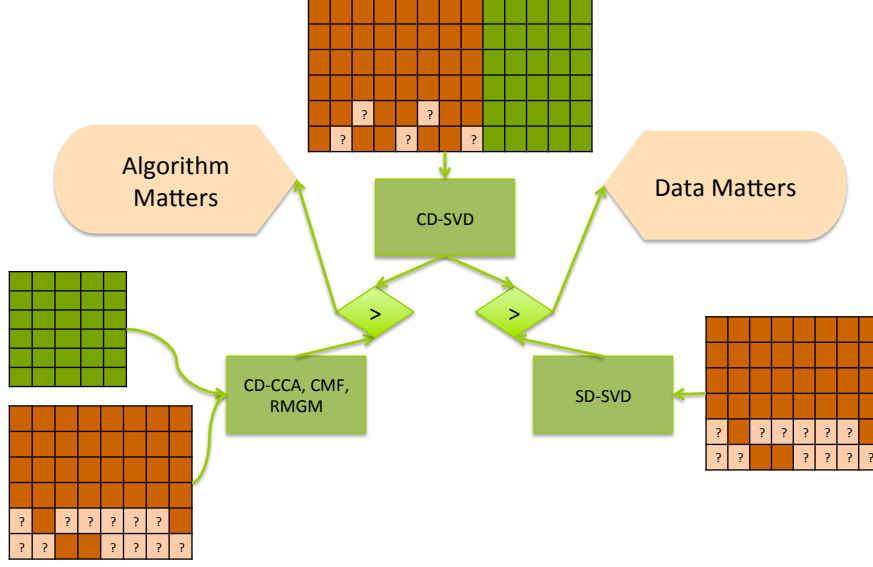 ? ?
? ? ?
Algorithm
Matters
Data Matters
CD-SVD
> >
CD-CCA, CMF,
RMGM
SD-SVD
? ? ? ? ? ?
? ? ? ? ? ?
? ? ? ? ? ?
? ? ? ? ? ?